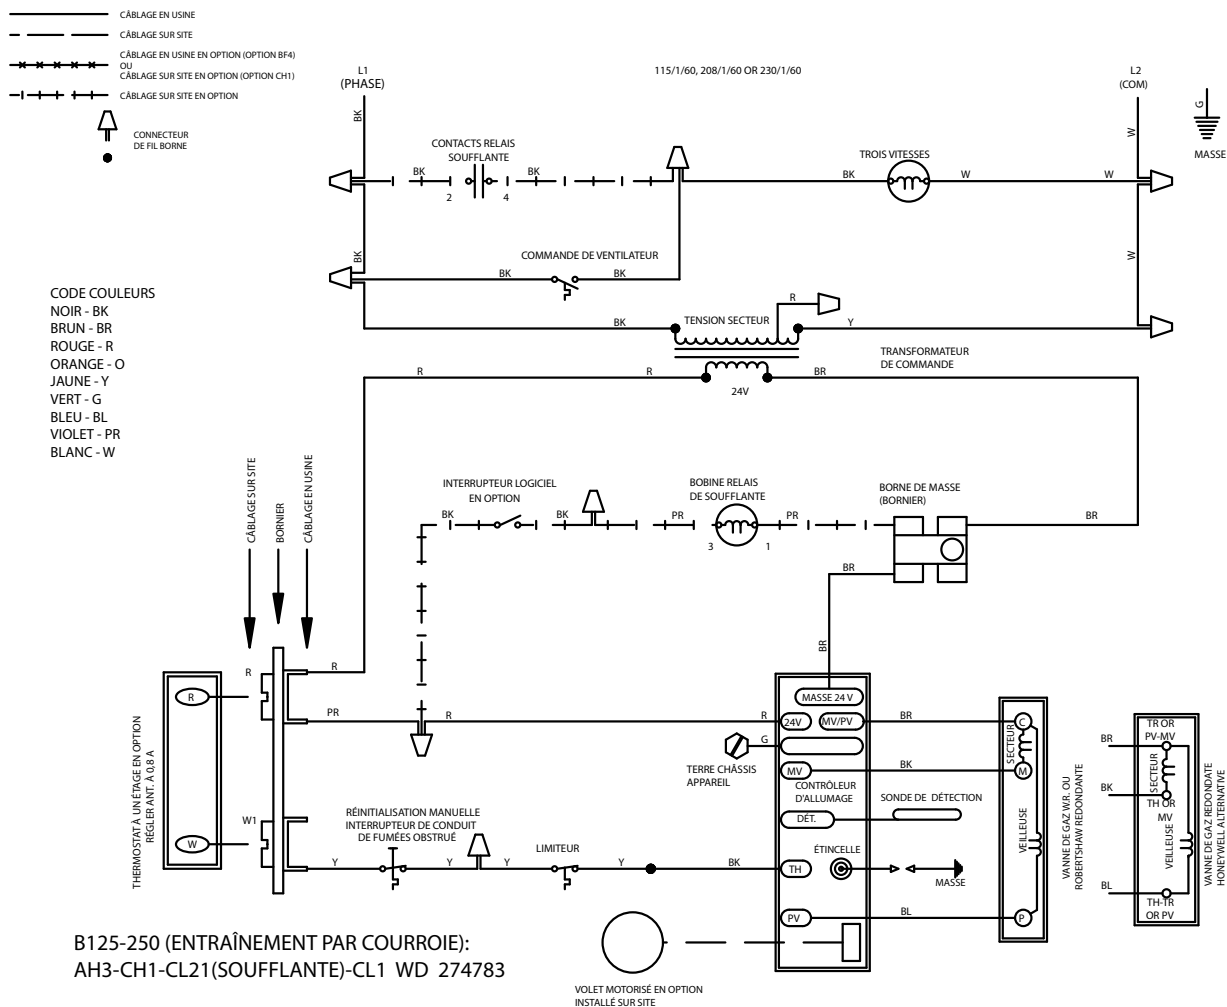 CÂBLAGE EN USINE
CÂBLAGE SUR SITE
CÂBLAGE EN USINE EN OPTION (OPTION BF4)
OU
CÂBLAGE SUR SITE EN OPTION (OPTION CH1)
CÂBLAGE SUR SITE EN OPTION
CONNECTEUR
DE FIL BORNE
L1
(PHASE)
115/1/60, 208/1/60 OR 230/1/60
L2
(COM)
G
MASSE
BK
W
CONTACTS RELAIS
SOUFFLANTE
BK
BK
2
4
TROIS VITESSES
BK
W
W
BK
W
COMMANDE DE VENTILATEUR
BK
BK
R
BK
TENSION SECTEUR
Y
TRANSFORMATEUR
DE COMMANDE
R
R
24V
BR
CODE COULEURS
NOIR - BK
BRUN - BR
ROUGE - R
ORANGE - O
JAUNE - Y
VERT - G
BLEU - BL
VIOLET - PR
BLANC - W
CÂBLAGE SUR SITE
BORNIER
CÂBLAGE EN USINE
INTERRUPTEUR LOGICIEL
EN OPTION
BK
BK
BOBINE RELAIS
DE SOUFFLANTE
PR
PR
3
1
BORNE DE MASSE
(BORNIER)
BR
BR
BR
THERMOSTAT À UN ÉTAGE EN OPTION
RÉGLER ANT. À 0,8 A
R
W
R
R
PR
R
R
W1
G
TERRE CHÂSSIS
APPAREIL
MASSE 24 V
24V
MV/PV
MV
CONTRÔLEUR
D'ALLUMAGE
DÉT.
TH
ÉTINCELLE
PV
BR
BK
SONDE DE DÉTECTION
MASSE
BL
C
SECTEUR
M
VEILLEUSE
P
VANNE DE GAZ W.R. OU
ROBERTSHAW REDONDANTE
BR
BK
BL
TR OR
PV-MV
SECTEUR
TH OR
MV
VEILLEUSE
TH-TR
OR PV
VANNE DE GAZ REDONDATE
HONEYWELL ALTERNATIVE
RÉINITIALISATION MANUELLE
INTERRUPTEUR DE CONDUIT
DE FUMÉES OBSTRUÉ
Y
Y
Y
LIMITEUR
Y
BK
B125-250 (ENTRAÎNEMENT PAR COURROIE):
AH3-CH1-CL21(SOUFFLANTE)-CL1 WD 274783
VOLET MOTORISÉ EN OPTION
INSTALLÉ SUR SITE